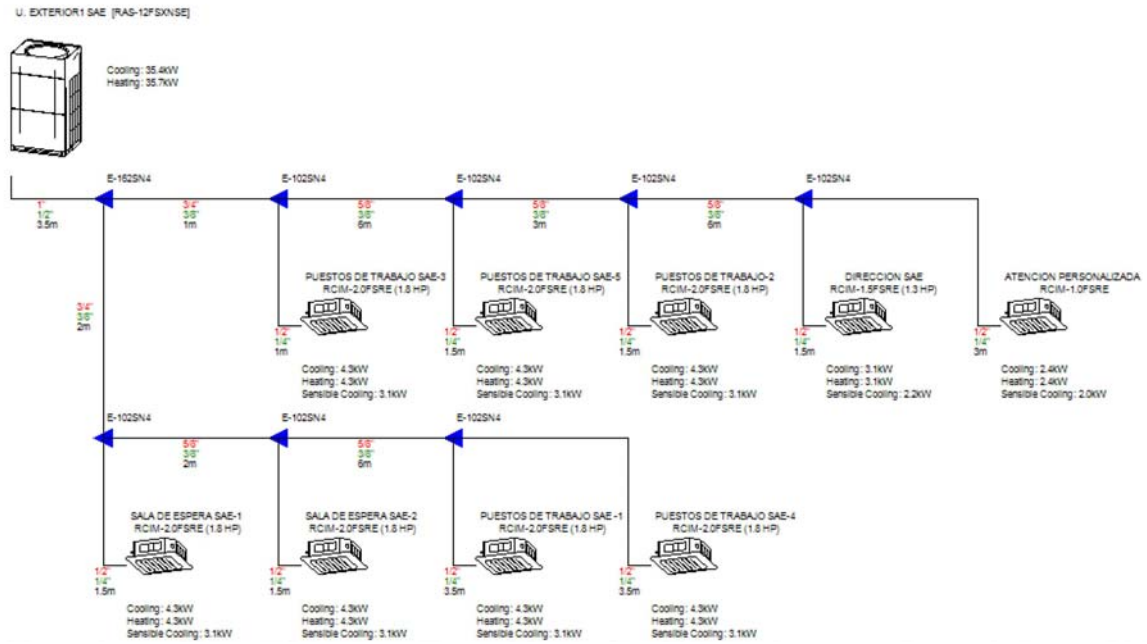 U. EXTERIOR1 SAE [RAS-12FSXNSE]
Cooling: 35.4kW
Heating: 35.7kW
E-162SN4
E-102SN4
E-102SN4
E-102SN4
E-102SN4
1"
1/2"
3.5m
3/4"
3/8"
1m
5/8"
3/8"
6m
5/8"
3/8"
3m
5/8"
3/8"
6m
3/4"
3/8"
2m
PUESTOS DE TRABAJO SAE-3
RCIM-2.0FSRE (1.8 HP)
1/2"
1/4"
1m
Cooling: 4.3kW
Heating: 4.3kW
Sensible Cooling: 3.1kW
PUESTOS DE TRABAJO SAE-5
RCIM-2.0FSRE (1.8 HP)
1/2"
1/4"
1.5m
Cooling: 4.3kW
Heating: 4.3kW
Sensible Cooling: 3.1kW
PUESTOS DE TRABAJO-2
RCIM-2.0FSRE (1.8 HP)
1/2"
1/4"
1.5m
Cooling: 4.3kW
Heating: 4.3kW
Sensible Cooling: 3.1kW
DIRECCION SAE
RCIM-1.5FSRE (1.3 HP)
1/2"
1/4"
1.5m
Cooling: 3.1kW
Heating: 3.1kW
Sensible Cooling: 2.2kW
ATENCION PERSONALIZADA
RCIM-1.0FSRE
1/2"
1/4"
3m
Cooling: 2.4kW
Heating: 2.4kW
Sensible Cooling: 2.0kW
E-102SN4
E-102SN4
E-102SN4
5/8"
3/8"
2m
5/8"
3/8"
6m
SALA DE ESPERA SAE-1
RCIM-2.0FSRE (1.8 HP)
1/2"
1/4"
1.5m
Cooling: 4.3kW
Heating: 4.3kW
Sensible Cooling: 3.1kW
SALA DE ESPERA SAE-2
RCIM-2.0FSRE (1.8 HP)
1/2"
1/4"
1.5m
Cooling: 4.3kW
Heating: 4.3kW
Sensible Cooling: 3.1kW
PUESTOS DE TRABAJO SAE -1
RCIM-2.0FSRE (1.8 HP)
1/2"
1/4"
3.5m
Cooling: 4.3kW
Heating: 4.3kW
Sensible Cooling: 3.1kW
PUESTOS DE TRABAJO SAE-4
RCIM-2.0FSRE (1.8 HP)
1/2"
1/4"
3.5m
Cooling: 4.3kW
Heating: 4.3kW
Sensible Cooling: 3.1kW